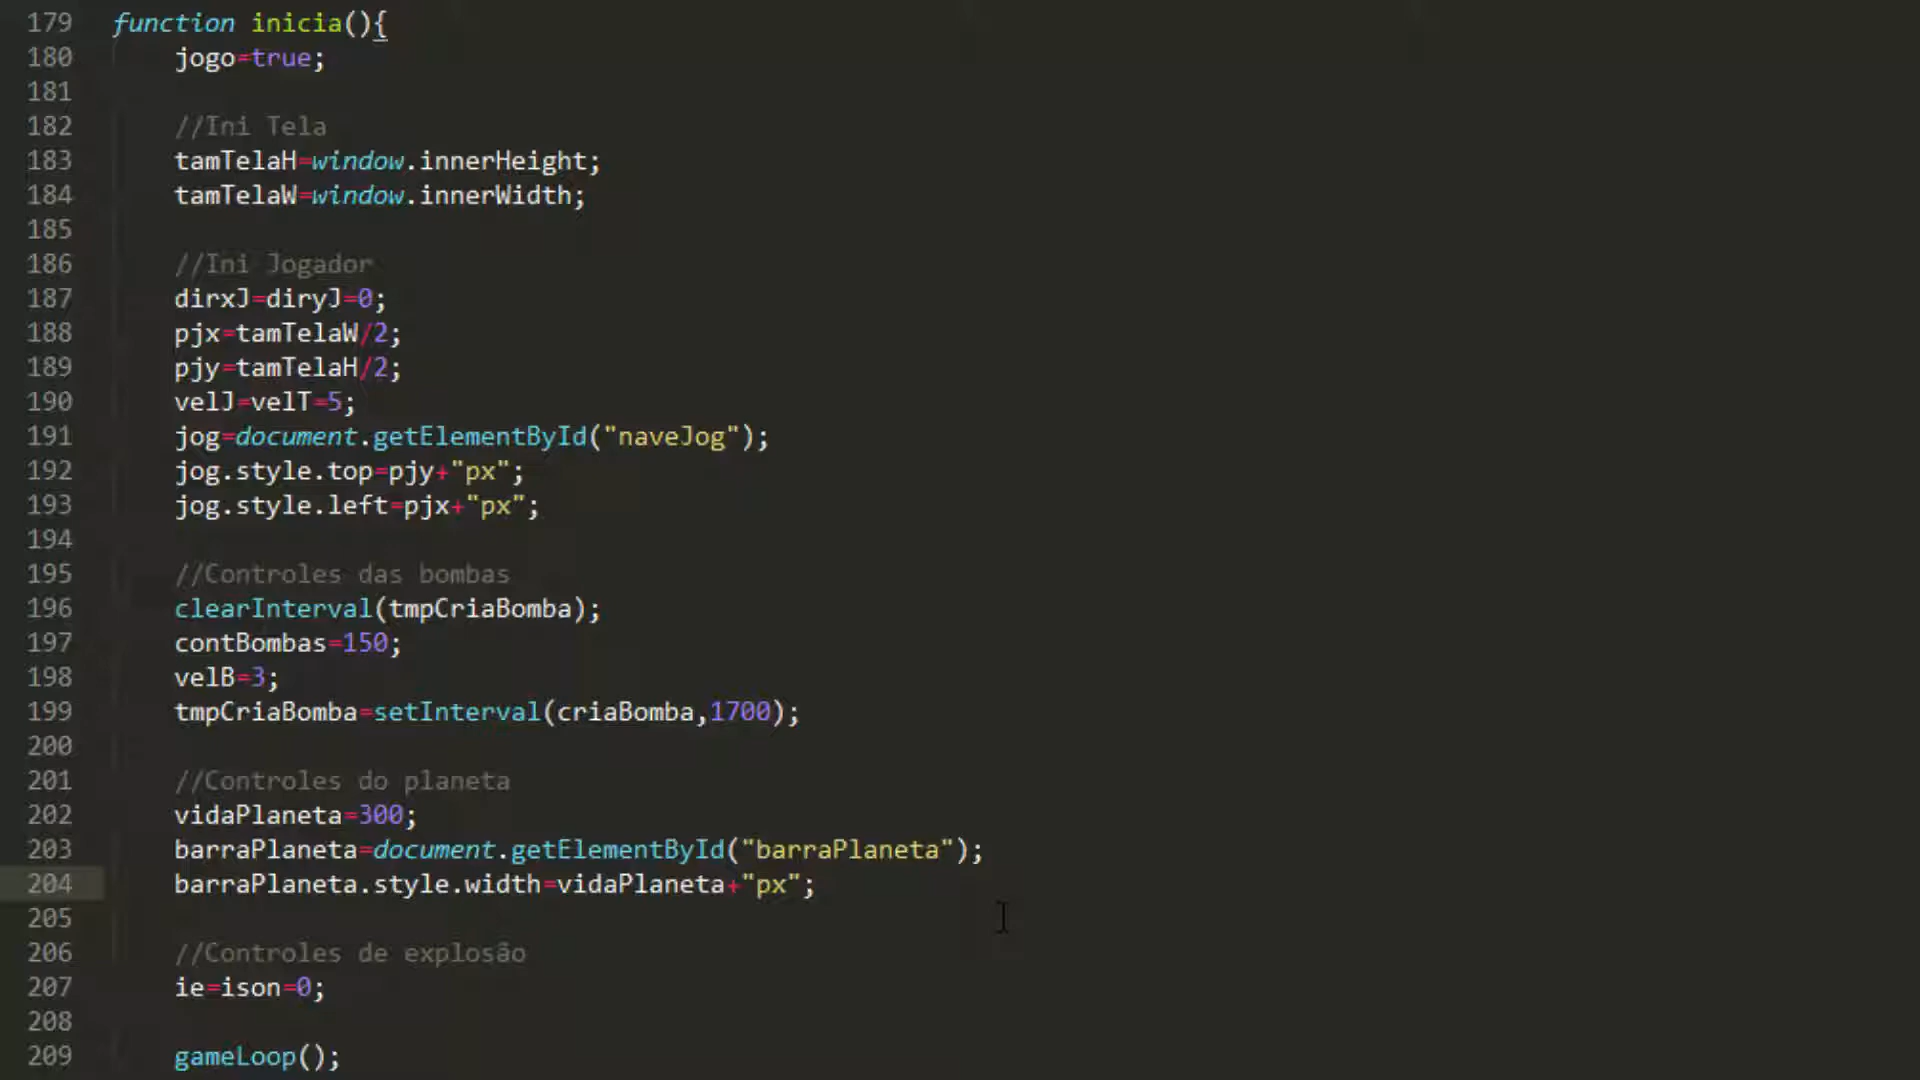 179 function inicia(){
180 jogo=true;
181
182 //Ini Tela
183 tamTelaH=window.innerHeight;
184 tamTelaW=window.innerWidth;
185
186 //Ini Jogador
187 dirxJ=diryJ=0;
188 pjx=tamTelaW/2;
189 pjy=tamTelaH/2;
190 velJ=velT=5;
191 jog=document.getElementById("naveJog");
192 jog.style.top=pjy+"px";
193 jog.style.left=pjx+"px";
194
195 //Controles das bombas
196 clearInterval(tmpCriaBomba);
197 contBombas=150;
198 velB=3;
199 tmpCriaBomba=setInterval(criaBomba,1700);
200
201 //Controles do planeta
202 vidaPlaneta=300;
203 barraPlaneta=document.getElementById("barraPlaneta");
204 barraPlaneta.style.width=vidaPlaneta+"px";
205
206 //Controles de explosão
207 ie=ison=0;
208
209 gameLoop();